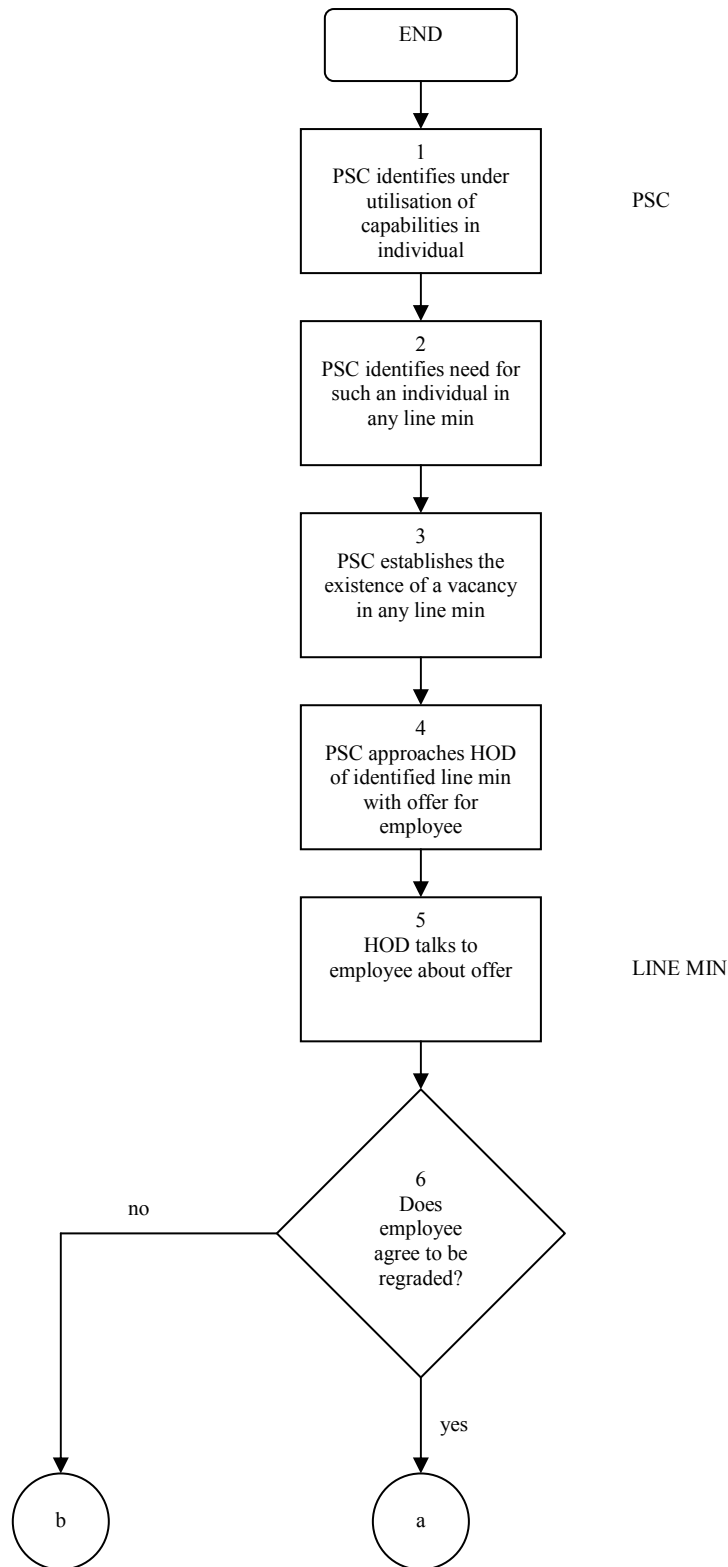 END
1
PSC identifies under
utilisation of
capabilities in
individual
PSC
2
PSC identifies need for
such an individual in
any line min
3
PSC establishes the
existence of a vacancy
in any line min
4
PSC approaches HOD
of identified line min
with offer for
employee
5
HOD talks to
employee about offer
LINE MIN
6
Does
employee
agree to be
regraded?
no
yes
b
a